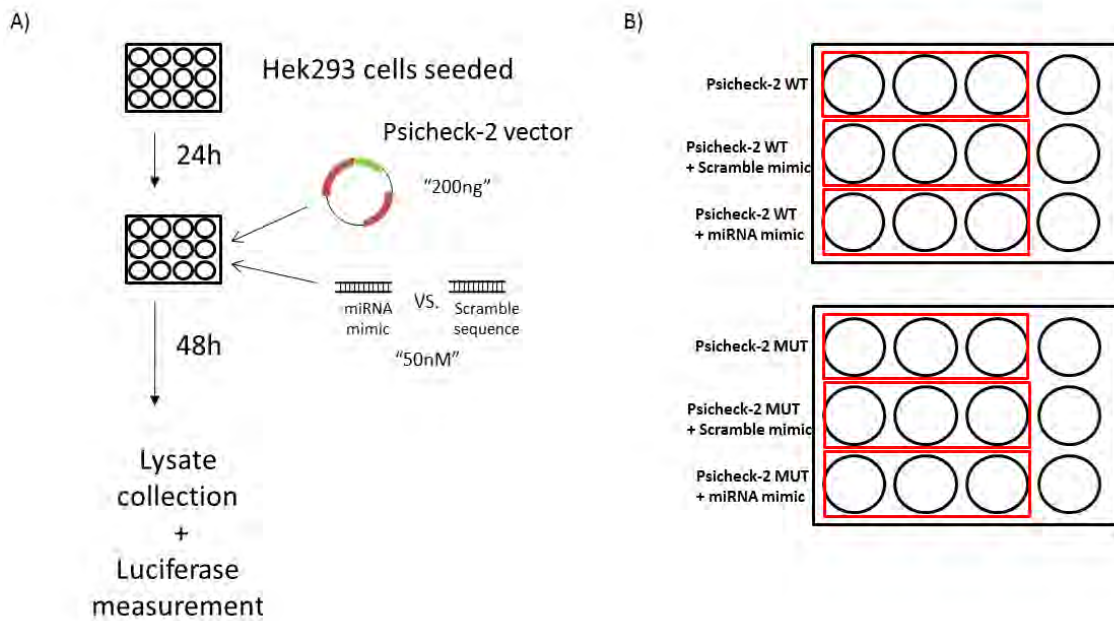 A)
Hek293 cells seeded
24h
Psicheck-2 vector
“200ng”
miRNA
mimic
VS.
Scramble
sequence
“50nM”
48h
Lysate
collection
+
Luciferase
measurement
B)
Psicheck-2 WT
Psicheck-2 WT
+ Scramble mimic
Psicheck-2 WT
+ miRNA mimic
Psicheck-2 MUT
Psicheck-2 MUT
+ Scramble mimic
Psicheck-2 MUT
+ miRNA mimic